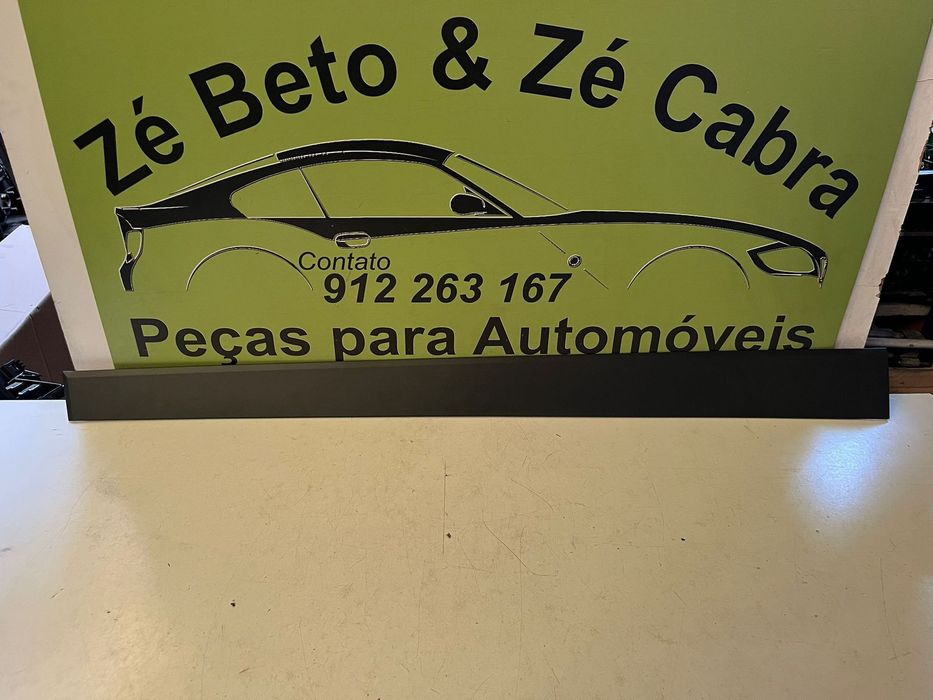 Zé Beto & Zé Cabra
Contato
912 263 167
Peças para Automóveis